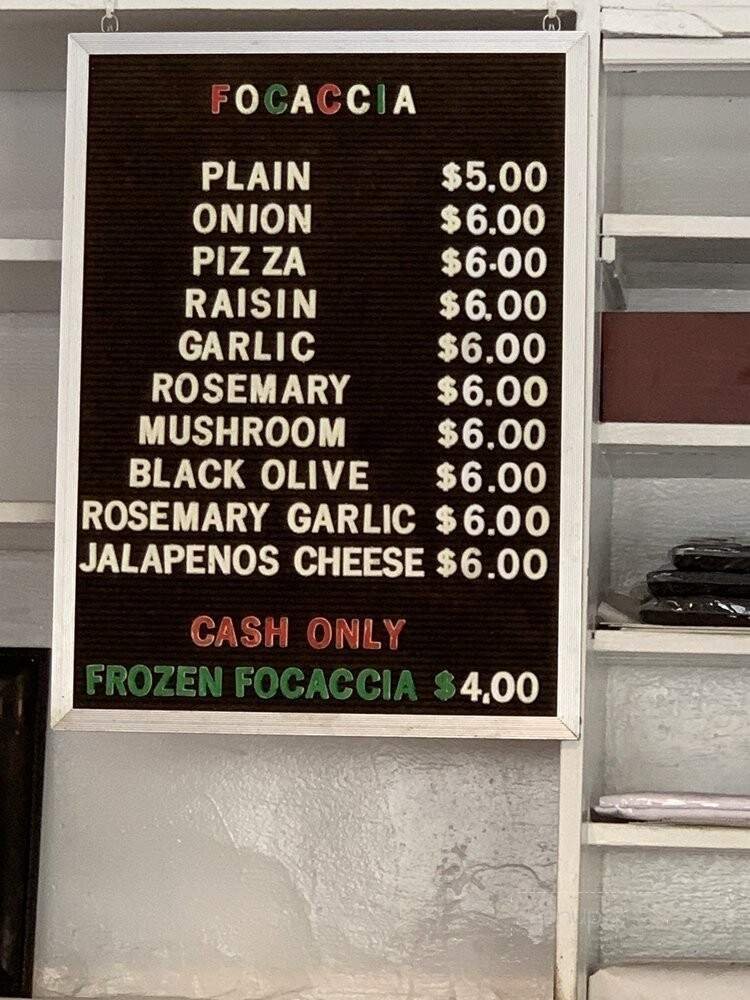 FOCACCIA
PLAIN $5.00
ONION $6.00
PIZ ZA $6.00
RAISIN $6.00
GARLIC $6.00
ROSEMARY $6.00
MUSHROOM $6.00
BLACK OLIVE $6.00
ROSEMARY GARLIC $6.00
JALAPENOS CHEESE $6.00
CASH ONLY
FROZEN FOCACCIA $4.00